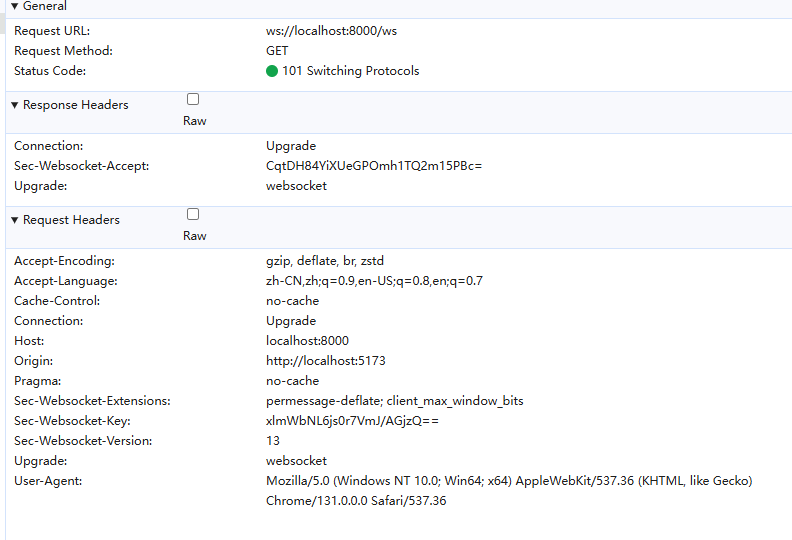 ▼ General
Request URL: ws://localhost:8000/ws
Request Method: GET
Status Code: 101 Switching Protocols
▼ Response Headers
Raw
Connection: Upgrade
Sec-Websocket-Accept: CqtDH84YiXUeGPOmh1TQ2m15PBc=
Upgrade: websocket
▼ Request Headers
Raw
Accept-Encoding: gzip, deflate, br, zstd
Accept-Language: zh-CN,zh;q=0.9,en-US;q=0.8,en;q=0.7
Cache-Control: no-cache
Connection: Upgrade
Host: localhost:8000
Origin: http://localhost:5173
Pragma: no-cache
Sec-Websocket-Extensions: permessage-deflate; client_max_window_bits
Sec-Websocket-Key: xlmWbNL6js0r7VmJ/AGjzQ==
Sec-Websocket-Version: 13
Upgrade: websocket
User-Agent: Mozilla/5.0 (Windows NT 10.0; Win64; x64) AppleWebKit/537.36 (KHTML, like Gecko)
Chrome/131.0.0.0 Safari/537.36